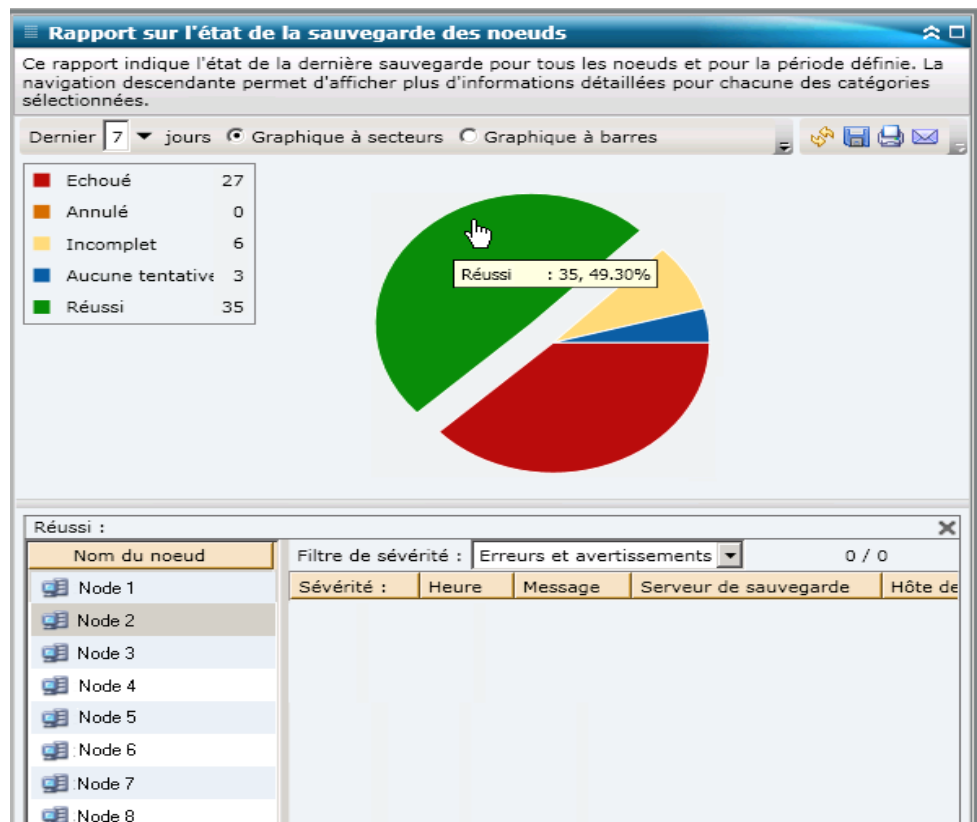 Rapport sur l'état de la sauvegarde des noeuds
Ce rapport indique l'état de la dernière sauvegarde pour tous les noeuds et pour la période définie. La
navigation descendante permet d'afficher plus d'informations détaillées pour chacune des catégories
sélectionnées.
Dernier 7 jours Graphique à secteurs Graphique à barres
Echoué 27
Annulé 0
Incomplet 6
Aucune tentative 3
Réussi 35
Réussi : 35, 49.30%
Réussi :
Nom du noeud
Filtre de sévérité : Erreurs et avertissements 0 / 0
Sévérité : Heure Message Serveur de sauvegarde Hôte de
Node 1
Node 2
Node 3
Node 4
Node 5
Node 6
Node 7
Node 8